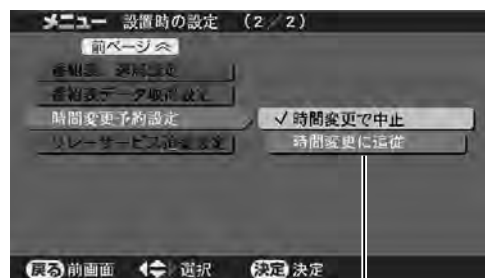 メニュー 設置時の設定 (2/2)
前ページ
番組表 選局設定
番組表データ取得設定
時間変更予約設定
✓時間変更で中止
時間変更に追従
リレーサービス追従設定
戻る 前画面 選択 決定 決定